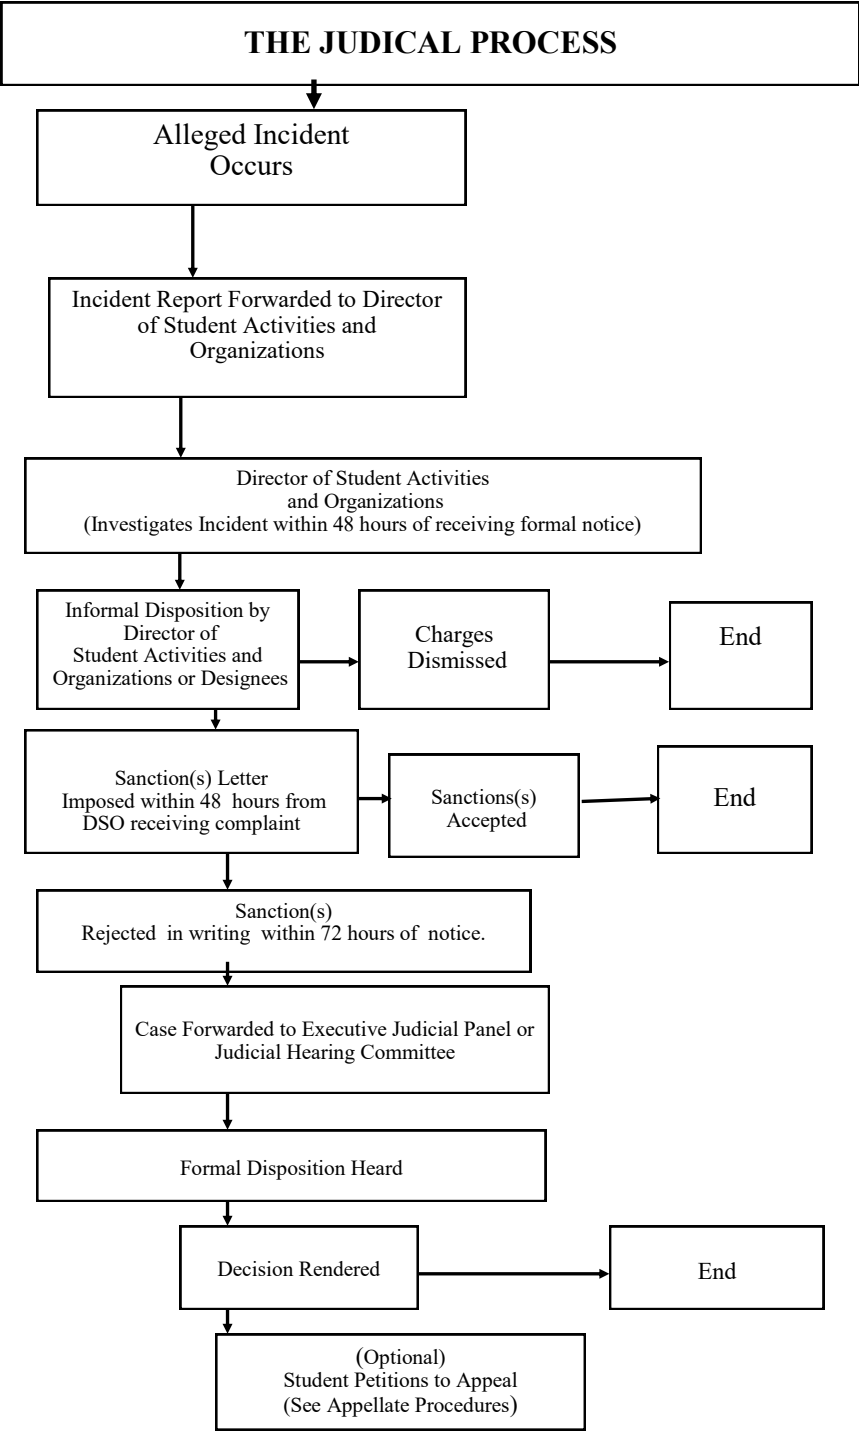 THE JUDICAL PROCESS
Alleged Incident
Occurs
Incident Report Forwarded to Director
of Student Activities and
Organizations
Director of Student Activities
and Organizations
(Investigates Incident within 48 hours of receiving formal notice)
Informal Disposition by
Director of
Student Activities and
Organizations or Designees
Charges
Dismissed
End
Sanction(s) Letter
Imposed within 48  hours from
DSO receiving complaint
Sanctions(s)
Accepted
End
Sanction(s)
Rejected  in writing  within 72 hours of  notice.
Case Forwarded to Executive Judicial Panel or
Judicial Hearing Committee
Formal Disposition Heard
Decision Rendered
End
(Optional)
Student Petitions to Appeal
(See Appellate Procedures)